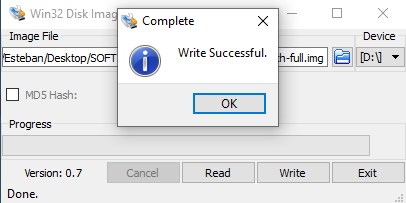 Win32 Disk Imag
Complete
Image File
Device
/Esteban/Desktop/SOFT
-full.img
[D:\]
Write Successful.
OK
MD5 Hash:
Progress
Version: 0.7
Cancel
Read
Write
Exit
Done.